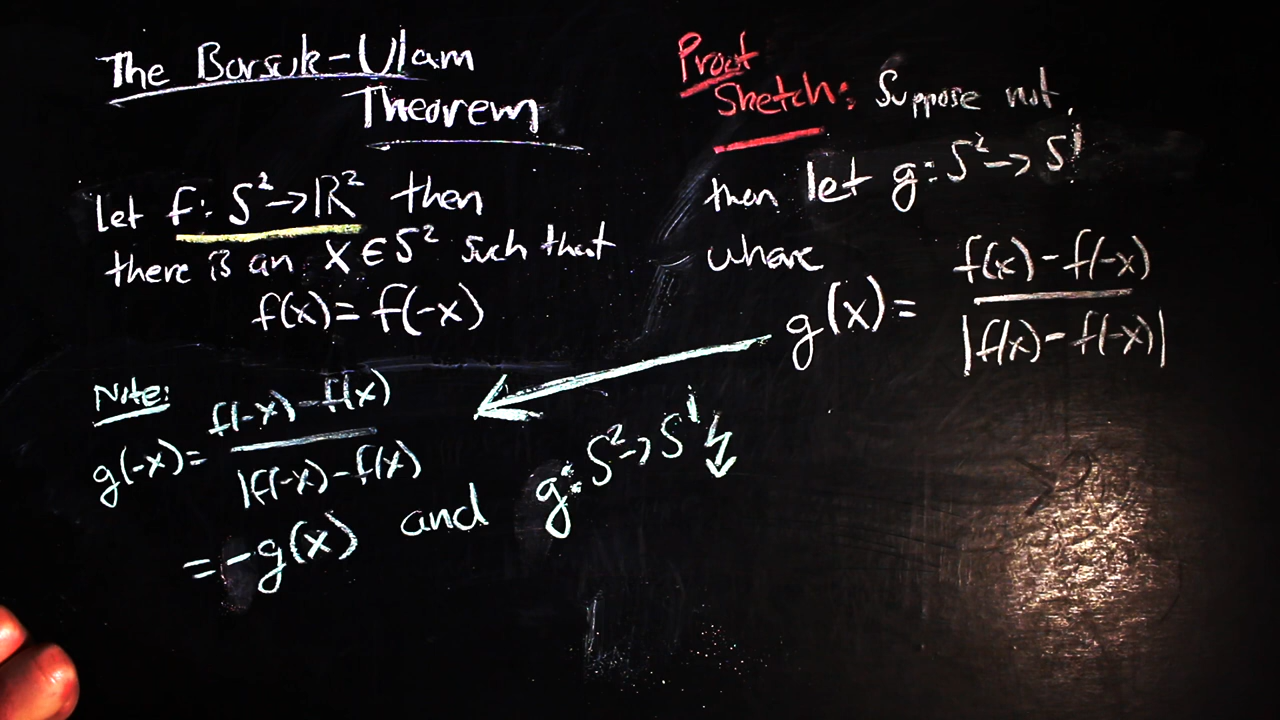 The Borsuk-Ulam
Theorem
Let f: S²→ℝ² then
there is an x ∈ S² such that
f(x) = f(-x)
Note:
g(-x) = f(-x) - f(x)
|f(-x) - f(x)|
= -g(x) and g: S²→S¹ ↯
Proof
Sketch: Suppose not,
then let g: S²→S¹
where
g(x) = f(x) - f(-x)
|f(x) - f(-x)|